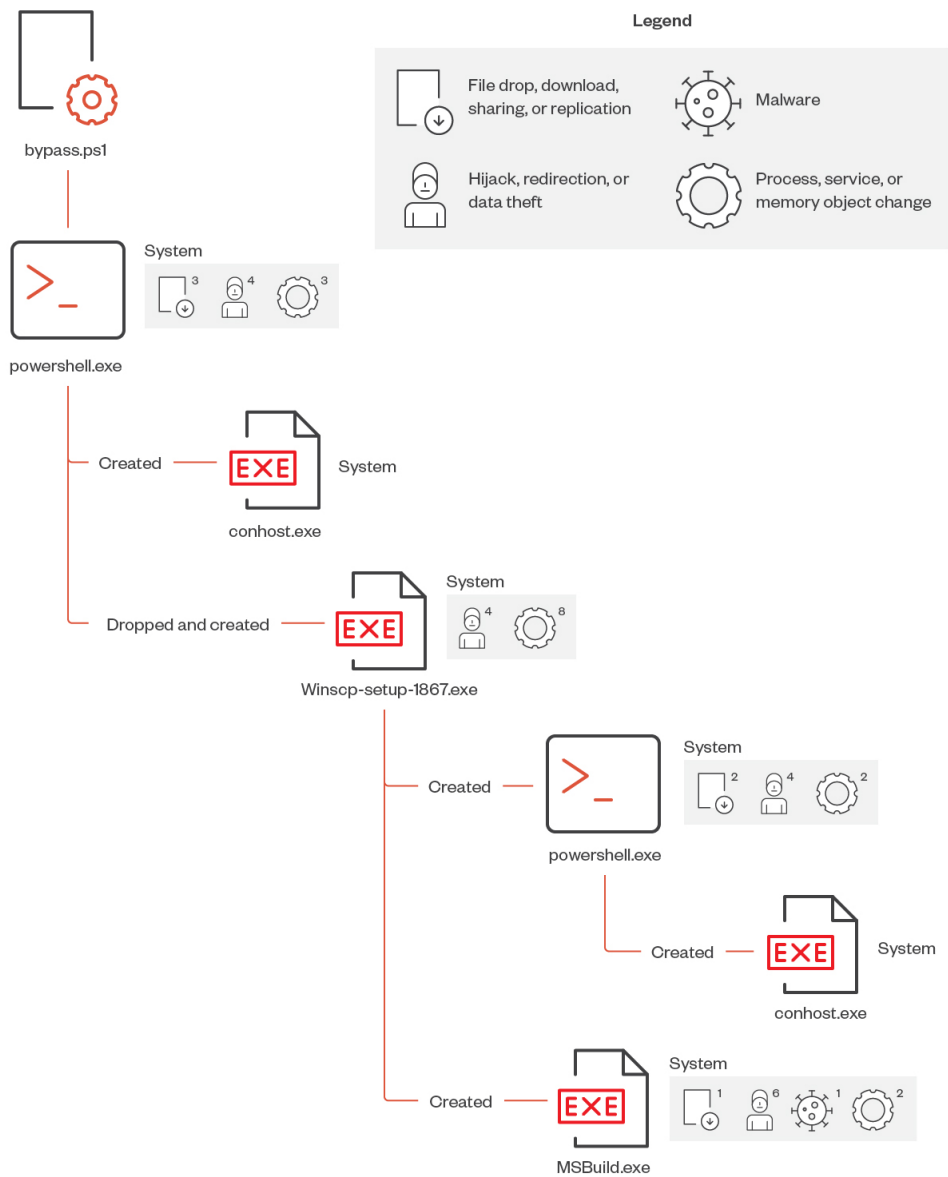 Legend
File drop, download,
sharing, or replication
Malware
Hijack, redirection, or
data theft
Process, service, or
memory object change
bypass.ps1
System
3
4
3
>_
powershell.exe
Created
EXE
System
conhost.exe
System
4
8
Dropped and created
EXE
Winscp-setup-1867.exe
System
2
4
2
Created
>_
powershell.exe
Created
EXE
System
conhost.exe
System
1
6
1
2
Created
EXE
MSBuild.exe